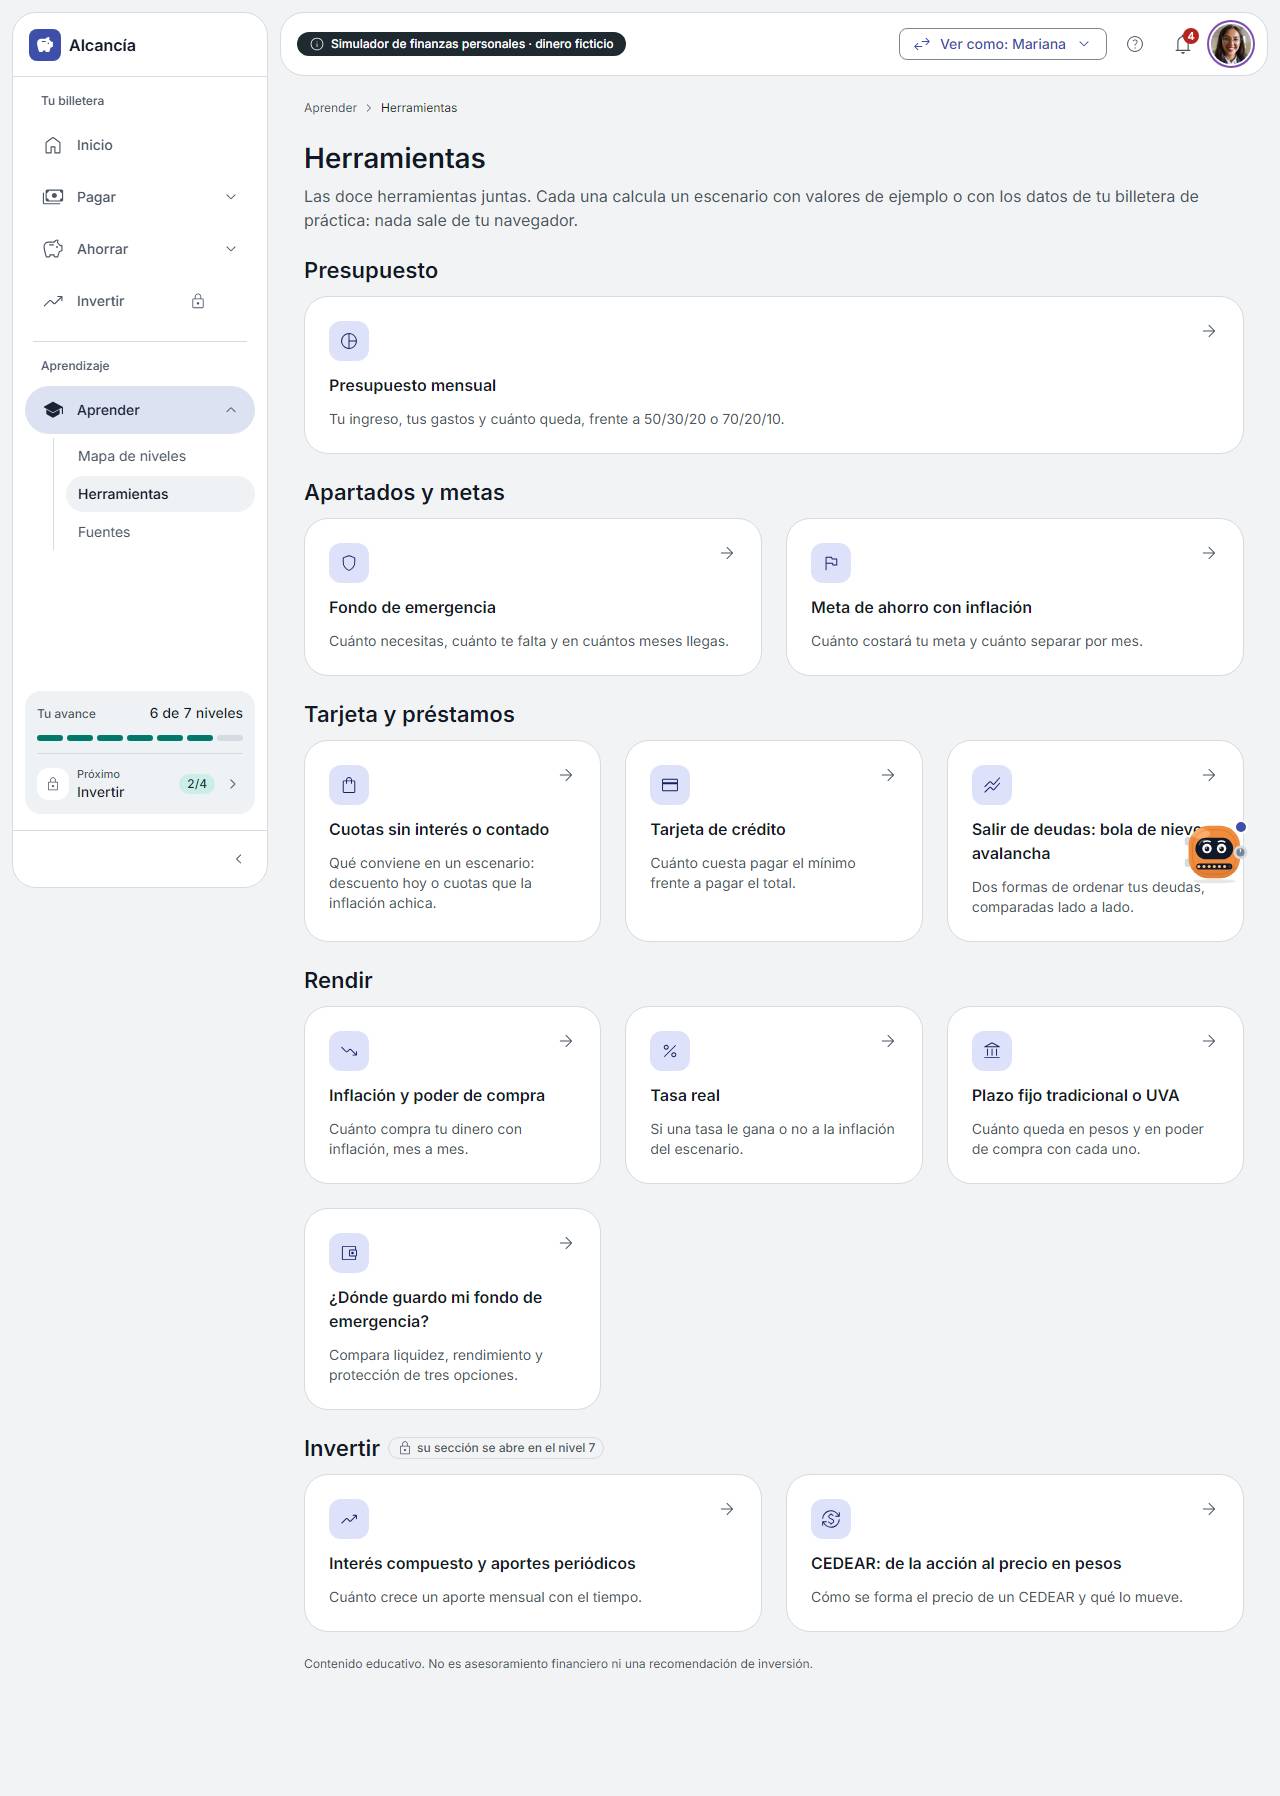 Alcancía
Simulador de finanzas personales · dinero ficticio
Ver como: Mariana
4
Tu billetera
Inicio
Pagar
Ahorrar
Invertir
Aprendizaje
Aprender
Mapa de niveles
Herramientas
Fuentes
Tu avance
6 de 7 niveles
Próximo
Invertir
2/4
Aprender
Herramientas
Herramientas
Las doce herramientas juntas. Cada una calcula un escenario con valores de ejemplo o con los datos de tu billetera de
práctica: nada sale de tu navegador.
Presupuesto
Presupuesto mensual
Tu ingreso, tus gastos y cuánto queda, frente a 50/30/20 o 70/20/10.
Apartados y metas
Fondo de emergencia
Cuánto necesitas, cuánto te falta y en cuántos meses llegas.
Meta de ahorro con inflación
Cuánto costará tu meta y cuánto separar por mes.
Tarjeta y préstamos
Cuotas sin interés o contado
Qué conviene en un escenario:
descuento hoy o cuotas que la
inflación achica.
Tarjeta de crédito
Cuánto cuesta pagar el mínimo
frente a pagar el total.
Salir de deudas: bola de nieve
avalancha
Dos formas de ordenar tus deudas,
comparadas lado a lado.
Rendir
Inflación y poder de compra
Cuánto compra tu dinero con
inflación, mes a mes.
Tasa real
Si una tasa le gana o no a la inflación
del escenario.
Plazo fijo tradicional o UVA
Cuánto queda en pesos y en poder
de compra con cada uno.
¿Dónde guardo mi fondo de
emergencia?
Compara liquidez, rendimiento y
protección de tres opciones.
Invertir
su sección se abre en el nivel 7
Interés compuesto y aportes periódicos
Cuánto crece un aporte mensual con el tiempo.
CEDEAR: de la acción al precio en pesos
Cómo se forma el precio de un CEDEAR y qué lo mueve.
Contenido educativo. No es asesoramiento financiero ni una recomendación de inversión.